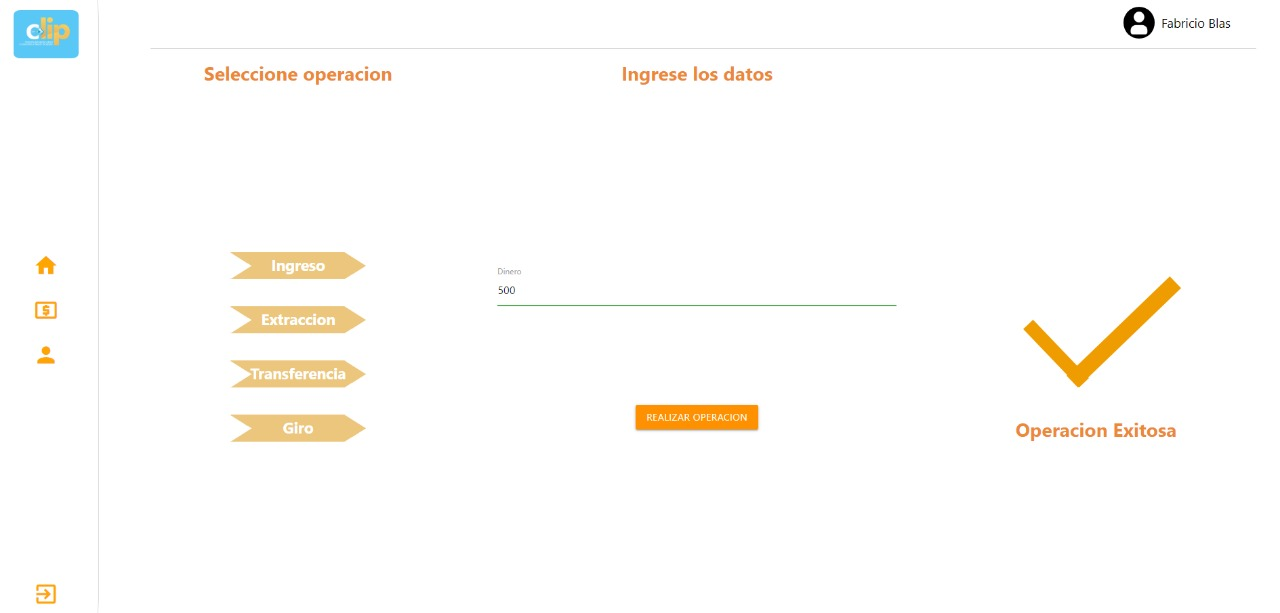 clip
Fabricio Blas
Seleccione operacion
Ingrese los datos
Ingreso
Extraccion
Transferencia
Giro
Dinero
500
REALIZAR OPERACION
Operacion Exitosa